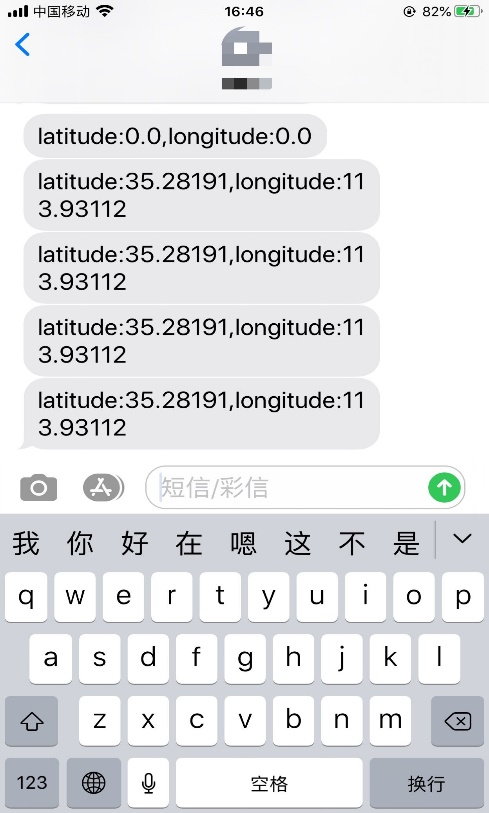 中国移动 16:46 82%
latitude:0.0,longitude:0.0
latitude:35.28191,longitude:11
3.93112
latitude:35.28191,longitude:11
3.93112
latitude:35.28191,longitude:11
3.93112
latitude:35.28191,longitude:11
3.93112
短信/彩信
我 你 好 在 嗯 这 不 是
q w e r t y u i o p
a s d f g h j k l
z x c v b n m
123 空格 换行